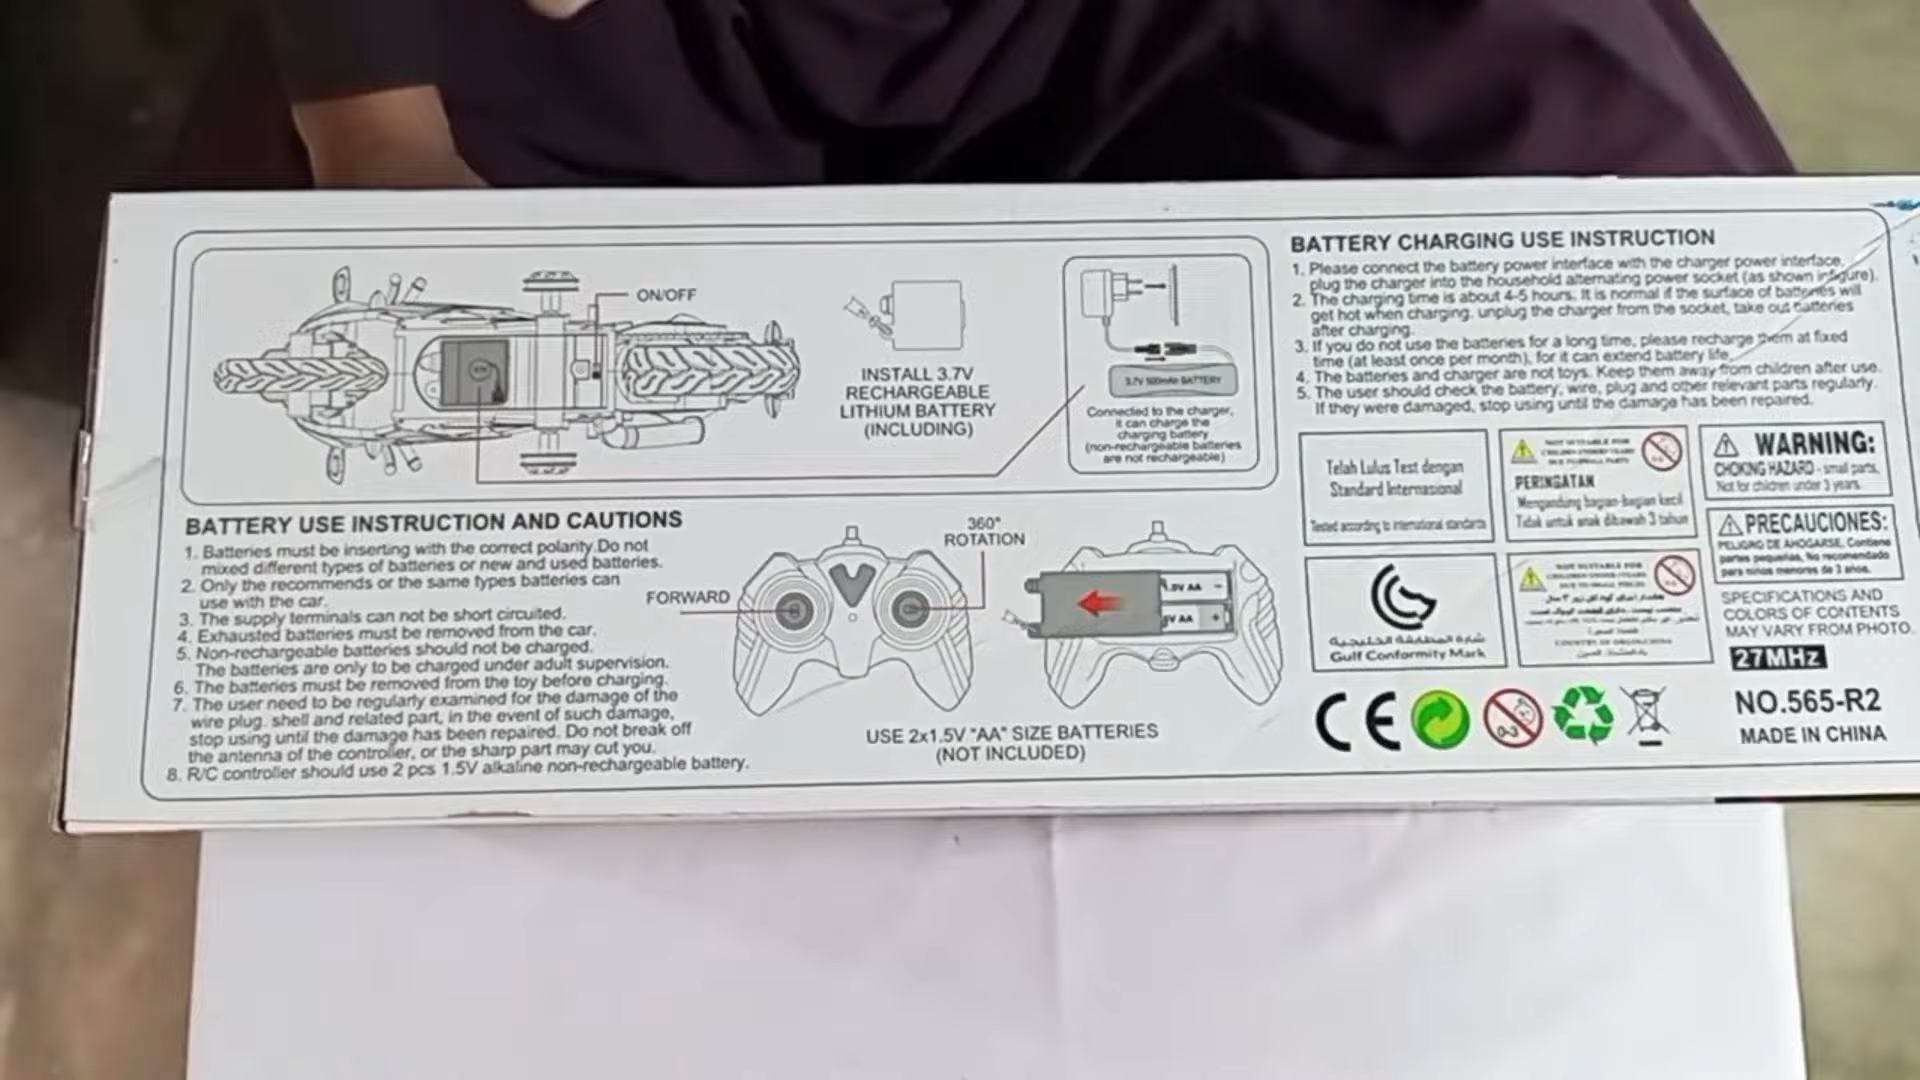 ON/OFF
INSTALL 3.7V
RECHARGEABLE
LITHIUM BATTERY
(INCLUDING)
3.7V 500mAh BATTERY
Connected to the charger,
it can charge the
charging battery
(non-rechargeable batteries
are not rechargeable)
BATTERY USE INSTRUCTION AND CAUTIONS
1. Batteries must be inserting with the correct polarity.Do not
mixed different types of batteries or new and used batteries.
2. Only the recommends or the same types batteries can
use with the car.
3. The supply terminals can not be short circuited.
4. Exhausted batteries must be removed from the car.
5. Non-rechargeable batteries should not be charged.
The batteries are only to be charged under adult supervision.
6. The batteries must be removed from the toy before charging.
7. The user need to be regularly examined for the damage of the
wire plug. shell and related part, in the event of such damage,
stop using until the damage has been repaired. Do not break off
the antenna of the controller, or the sharp part may cut you.
8. R/C controller should use 2 pcs 1.5V alkaline non-rechargeable battery.
FORWARD
360°
ROTATION
.5V AA -
5V AA +
USE 2x1.5V "AA" SIZE BATTERIES
(NOT INCLUDED)
BATTERY CHARGING USE INSTRUCTION
1. Please connect the battery power interface with the charger power interface,
plug the charger into the household alternating power socket (as shown in figure).
2. The charging time is about 4-5 hours. It is normal if the surface of batteries will
get hot when charging. unplug the charger from the socket, take out batteries
after charging.
3. If you do not use the batteries for a long time, please recharge them at fixed
time (at least once per month), for it can extend battery life.
4. The batteries and charger are not toys. Keep them away from children after use.
5. The user should check the battery, wire, plug and other relevant parts regularly.
If they were damaged, stop using until the damage has been repaired.
Telah Lulus Test dengan
Standard Internasional
Tested according to international standards
NOT SUITABLE FOR
PERINGATAN
Mengandung bagian-bagian kecil
Tidak untuk anak dibawah 3 tahun
WARNING:
CHOKING HAZARD - small parts,
Not for children under 3 years.
PRECAUCIONES:
PELIGRO DE AHOGARSE. Contiene
partes pequeñas, No recomendado
para niños menores de 3 años.
شارة المطابقة الخليجية
Gulf Conformity Mark
NOT SUITABLE FOR
SPECIFICATIONS AND
COLORS OF CONTENTS
MAY VARY FROM PHOTO.
27MHz
CE
0-3
NO.565-R2
MADE IN CHINA